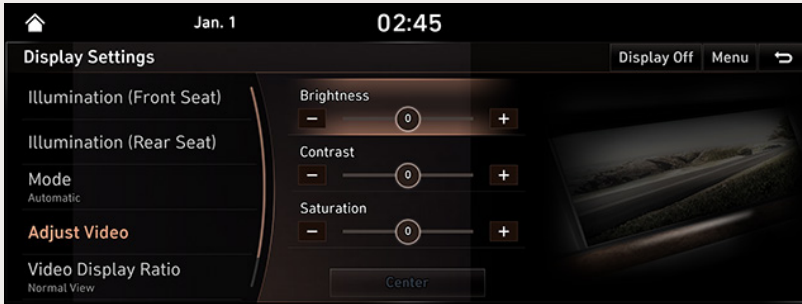 Jan. 1
02:45
Display Settings
Display Off
Menu
Illumination (Front Seat)
Illumination (Rear Seat)
Mode
Automatic
Adjust Video
Video Display Ratio
Normal View
Brightness
− 0 +
Contrast
− 0 +
Saturation
− 0 +
Center